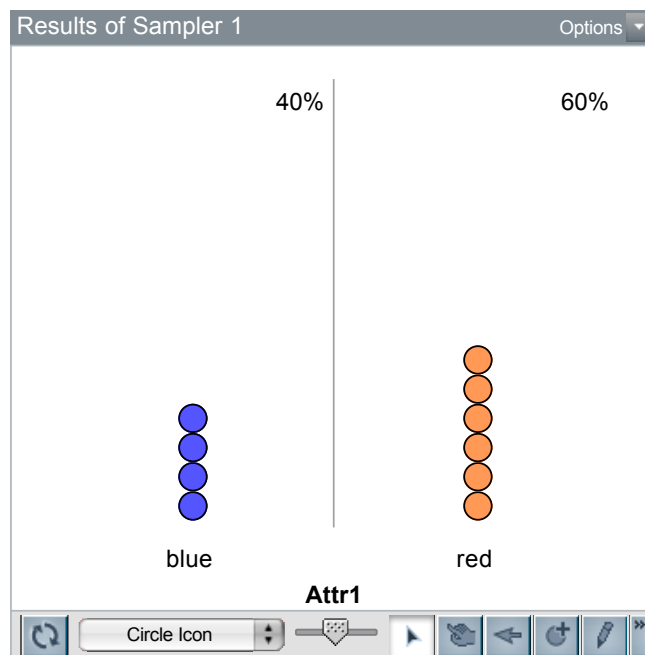 Results of Sampler 1 Options
40% 60%
blue red
Attr1
Circle Icon »